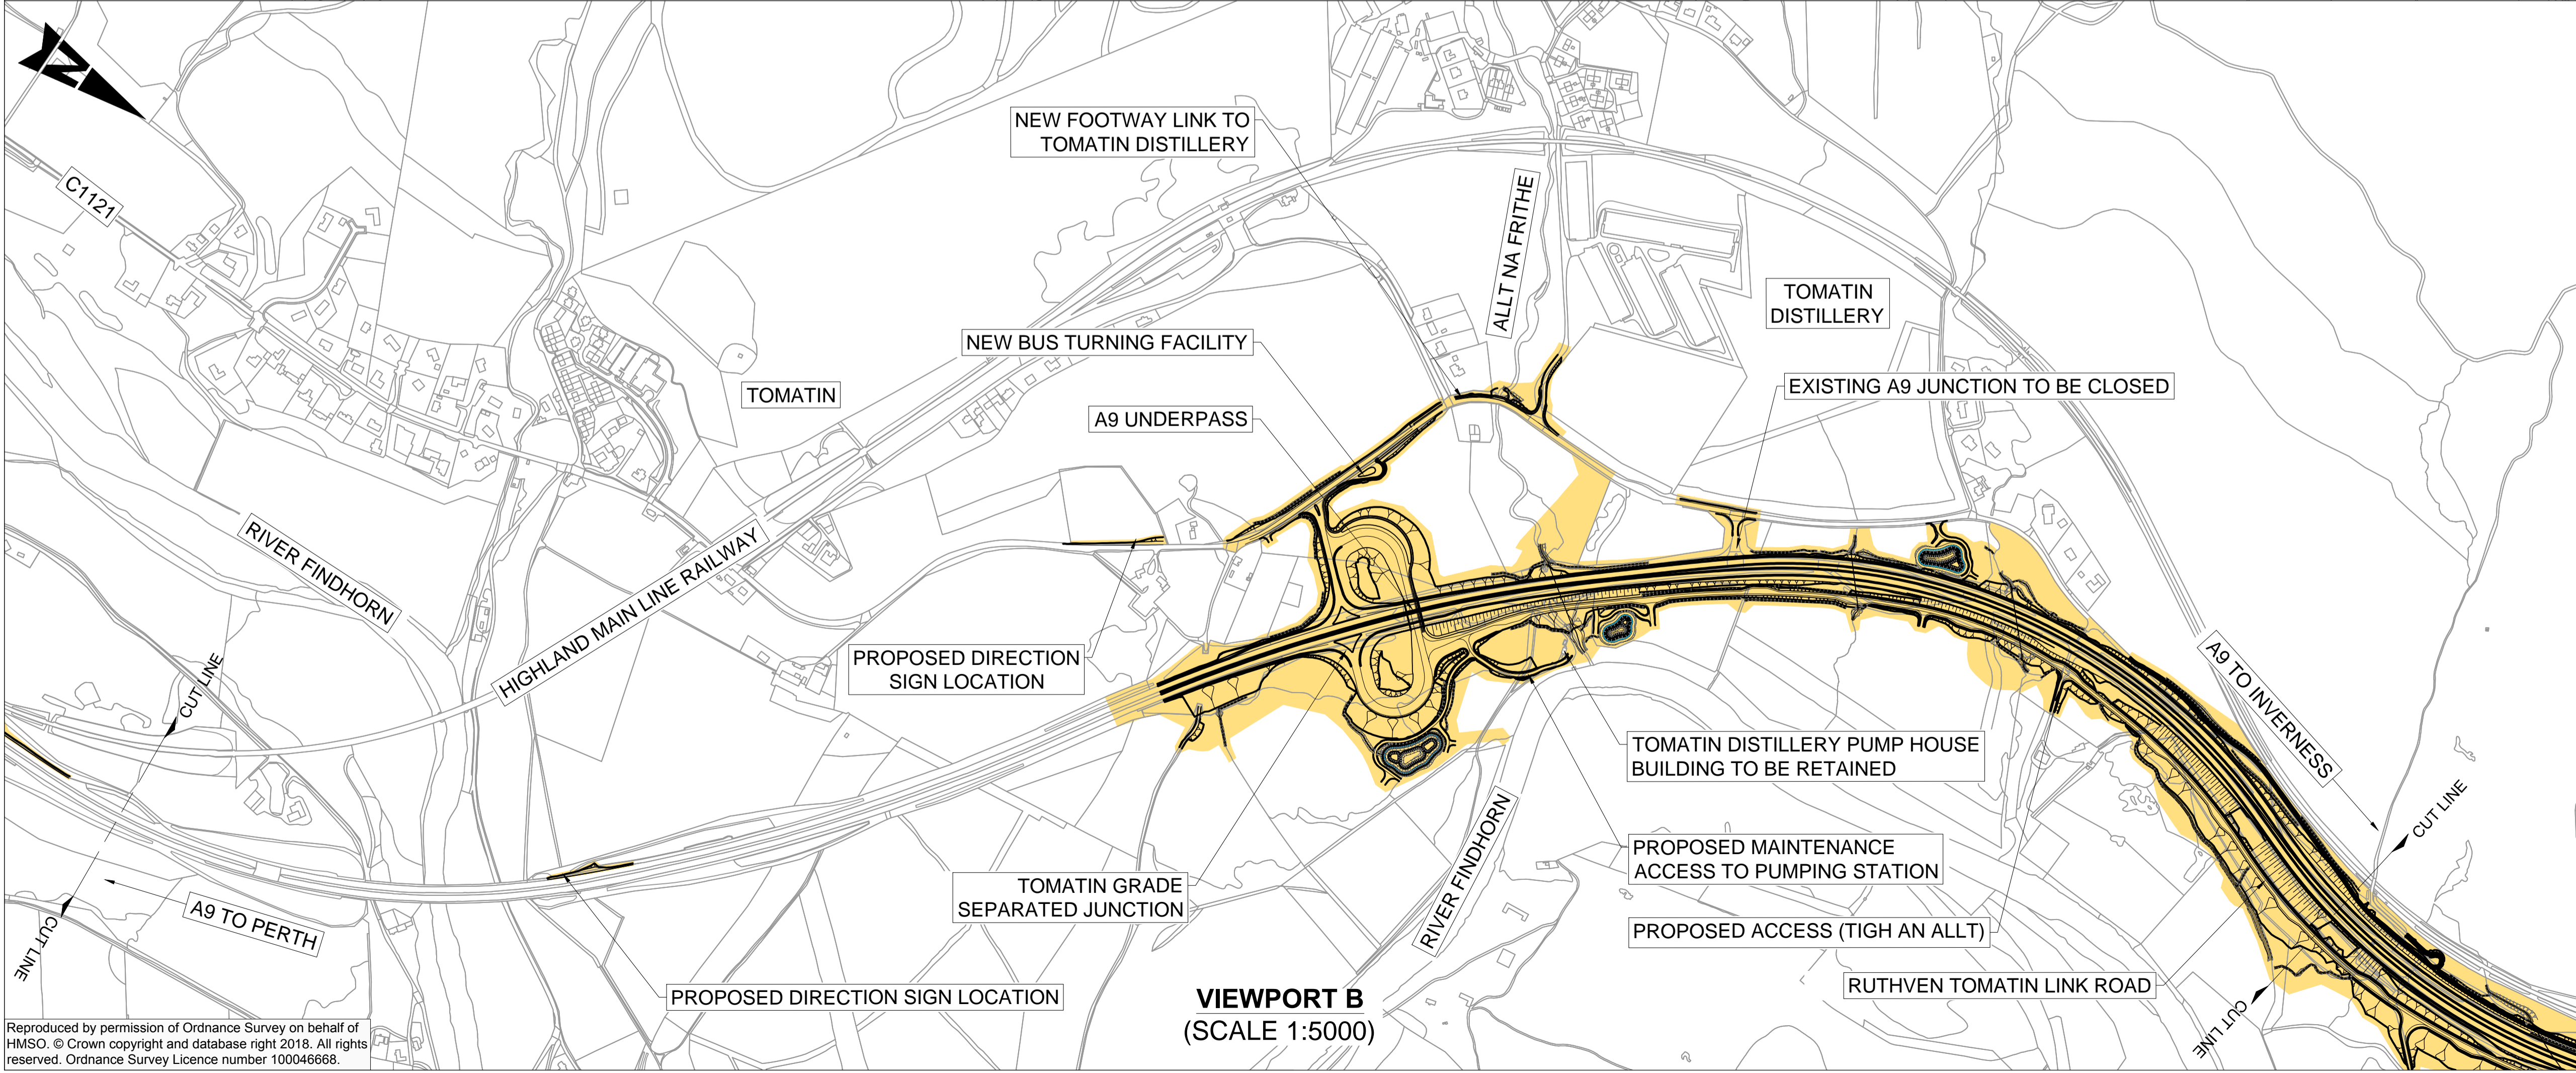 N
C1121
NEW FOOTWAY LINK TO
TOMATIN DISTILLERY
ALLT NA FRITHE
TOMATIN
DISTILLERY
NEW BUS TURNING FACILITY
TOMATIN
A9 UNDERPASS
EXISTING A9 JUNCTION TO BE CLOSED
RIVER FINDHORN
HIGHLAND MAIN LINE RAILWAY
PROPOSED DIRECTION
SIGN LOCATION
CUT LINE
CUT LINE
A9 TO PERTH
A9 TO INVERNESS
TOMATIN DISTILLERY PUMP HOUSE
BUILDING TO BE RETAINED
CUT LINE
RIVER FINDHORN
PROPOSED MAINTENANCE
ACCESS TO PUMPING STATION
TOMATIN GRADE
SEPARATED JUNCTION
PROPOSED ACCESS (TIGH AN ALLT)
RUTHVEN TOMATIN LINK ROAD
PROPOSED DIRECTION SIGN LOCATION
CUT LINE
VIEWPORT B
(SCALE 1:5000)
Reproduced by permission of Ordnance Survey on behalf of
HMSO. © Crown copyright and database right 2018. All rights
reserved. Ordnance Survey Licence number 100046668.